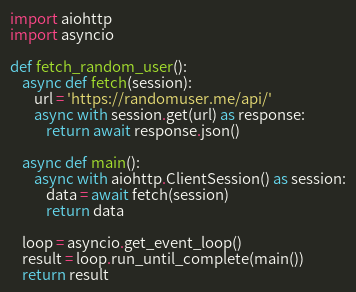 import aiohttp
import asyncio

def fetch_random_user():
    async def fetch(session):
        url = 'https://randomuser.me/api/'
        async with session.get(url) as response:
            return await response.json()

    async def main():
        async with aiohttp.ClientSession() as session:
            data = await fetch(session)
            return data

    loop = asyncio.get_event_loop()
    result = loop.run_until_complete(main())
    return result